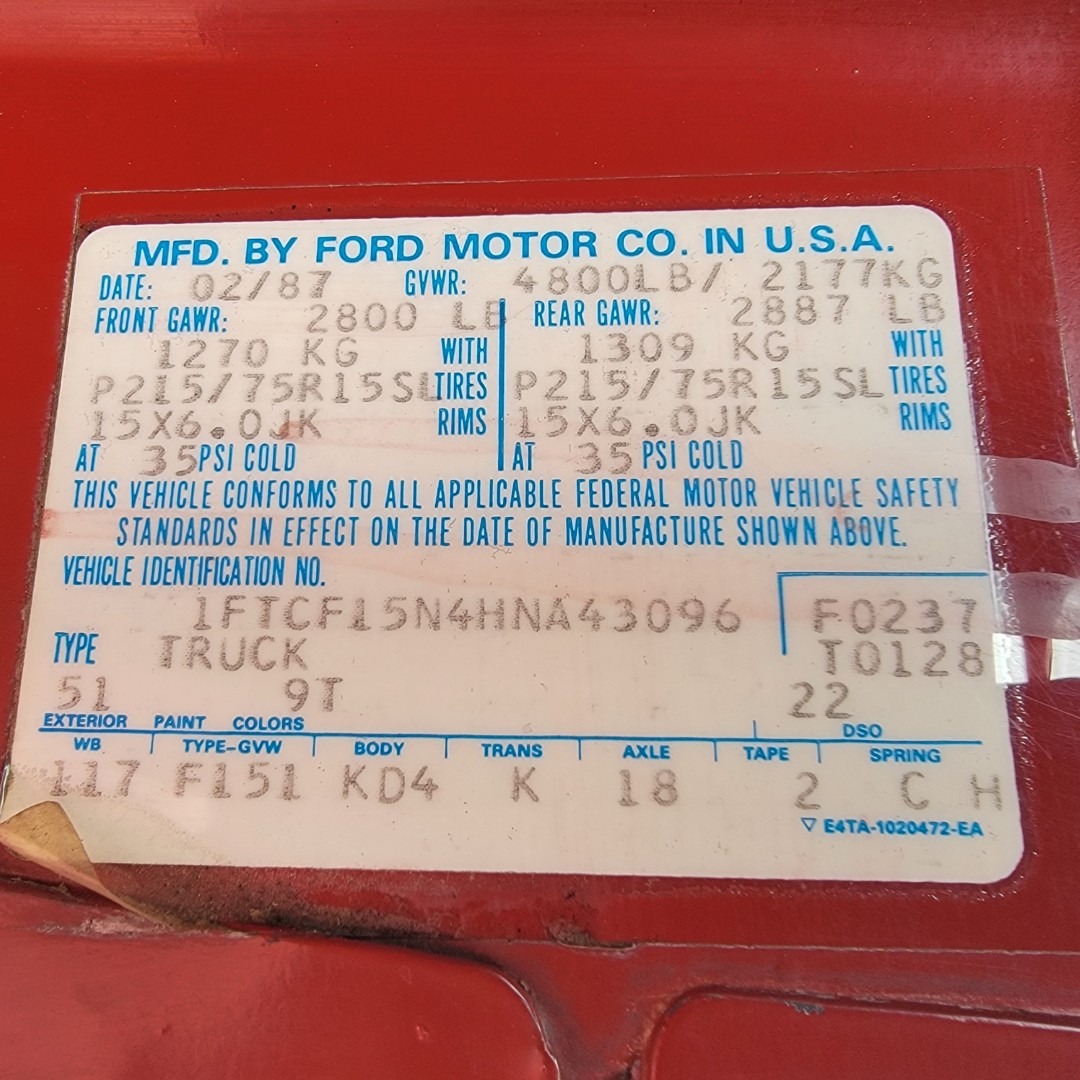 MFD. BY FORD MOTOR CO. IN U.S.A.
DATE: 02/87 GVWR: 4800LB/ 2177KG
FRONT GAWR: 2800 LB REAR GAWR: 2887 LB
1270 KG WITH 1309 KG WITH
P215/75R15SL TIRES P215/75R15SL TIRES
15X6.0JK RIMS 15X6.0JK RIMS
AT 35 PSI COLD AT 35 PSI COLD
THIS VEHICLE CONFORMS TO ALL APPLICABLE FEDERAL MOTOR VEHICLE SAFETY
STANDARDS IN EFFECT ON THE DATE OF MANUFACTURE SHOWN ABOVE.
VEHICLE IDENTIFICATION NO.
1FTCF15N4HNA43096 F0237
TYPE TRUCK T0128
51 9T 22
EXTERIOR PAINT COLORS DSO
WB TYPE-GVW BODY TRANS AXLE TAPE SPRING
117 F151 KD4 K 18 2 C H
▽ E4TA-1020472-EA